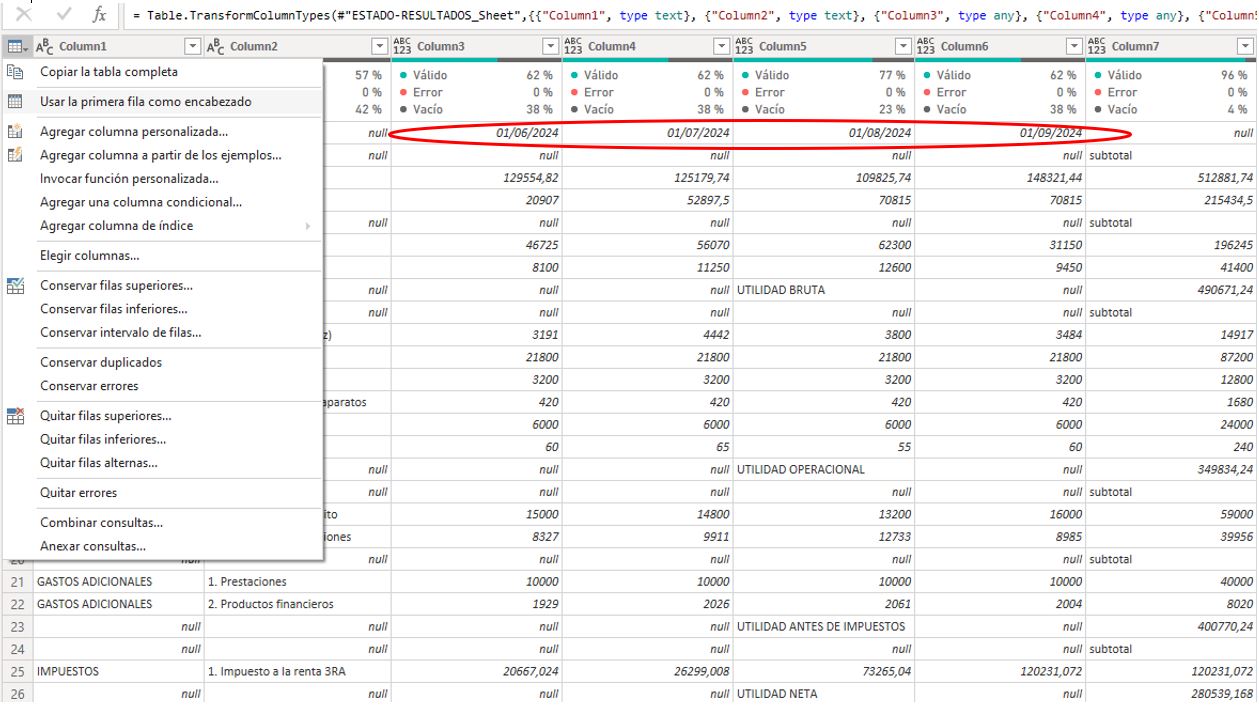 fx = Table.TransformColumnTypes(#"ESTADO-RESULTADOS_Sheet",{{"Column1", type text}, {"Column2", type text}, {"Column3", type any}, {"Column4", type any}, {"Column5", type any}, {"Column
ABC Column1 ABC Column2 ABC 123 Column3 ABC 123 Column4 ABC 123 Column5 ABC 123 Column6 ABC 123 Column7
Copiar la tabla completa
Usar la primera fila como encabezado
Agregar columna personalizada...
Agregar columna a partir de los ejemplos...
Invocar función personalizada...
Agregar una columna condicional...
Agregar columna de índice
Elegir columnas...
Conservar filas superiores...
Conservar filas inferiores...
Conservar intervalo de filas...
Conservar duplicados
Conservar errores
Quitar filas superiores...
Quitar filas inferiores...
Quitar filas alternas...
Quitar errores
Combinar consultas...
Anexar consultas...
57 % Válido 62 % Válido 62 % Válido 77 % Válido 62 % Válido 96 %
0 % Error 0 % Error 0 % Error 0 % Error 0 % Error 0 %
42 % Vacío 38 % Vacío 38 % Vacío 23 % Vacío 38 % Vacío 4 %
null 01/06/2024 01/07/2024 01/08/2024 01/09/2024 null
null null null null null subtotal
129554,82 125179,74 109825,74 148321,44 512881,74
20907 52897,5 70815 70815 215434,5
null null null null null subtotal
46725 56070 62300 31150 196245
8100 11250 12600 9450 41400
null null null UTILIDAD BRUTA null 490671,24
null null null null null subtotal
z) 3191 4442 3800 3484 14917
21800 21800 21800 21800 87200
3200 3200 3200 3200 12800
aparatos 420 420 420 420 1680
6000 6000 6000 6000 24000
60 65 55 60 240
null null null UTILIDAD OPERACIONAL null 349834,24
null null null null null subtotal
ito 15000 14800 13200 16000 59000
iones 8327 9911 12733 8985 39956
20 null null null null null null subtotal
21 GASTOS ADICIONALES 1. Prestaciones 10000 10000 10000 10000 40000
22 GASTOS ADICIONALES 2. Productos financieros 1929 2026 2061 2004 8020
23 null null null null UTILIDAD ANTES DE IMPUESTOS null 400770,24
24 null null null null null null subtotal
25 IMPUESTOS 1. Impuesto a la renta 3RA 20667,024 26299,008 73265,04 120231,072 120231,072
26 null null null null UTILIDAD NETA null 280539,168